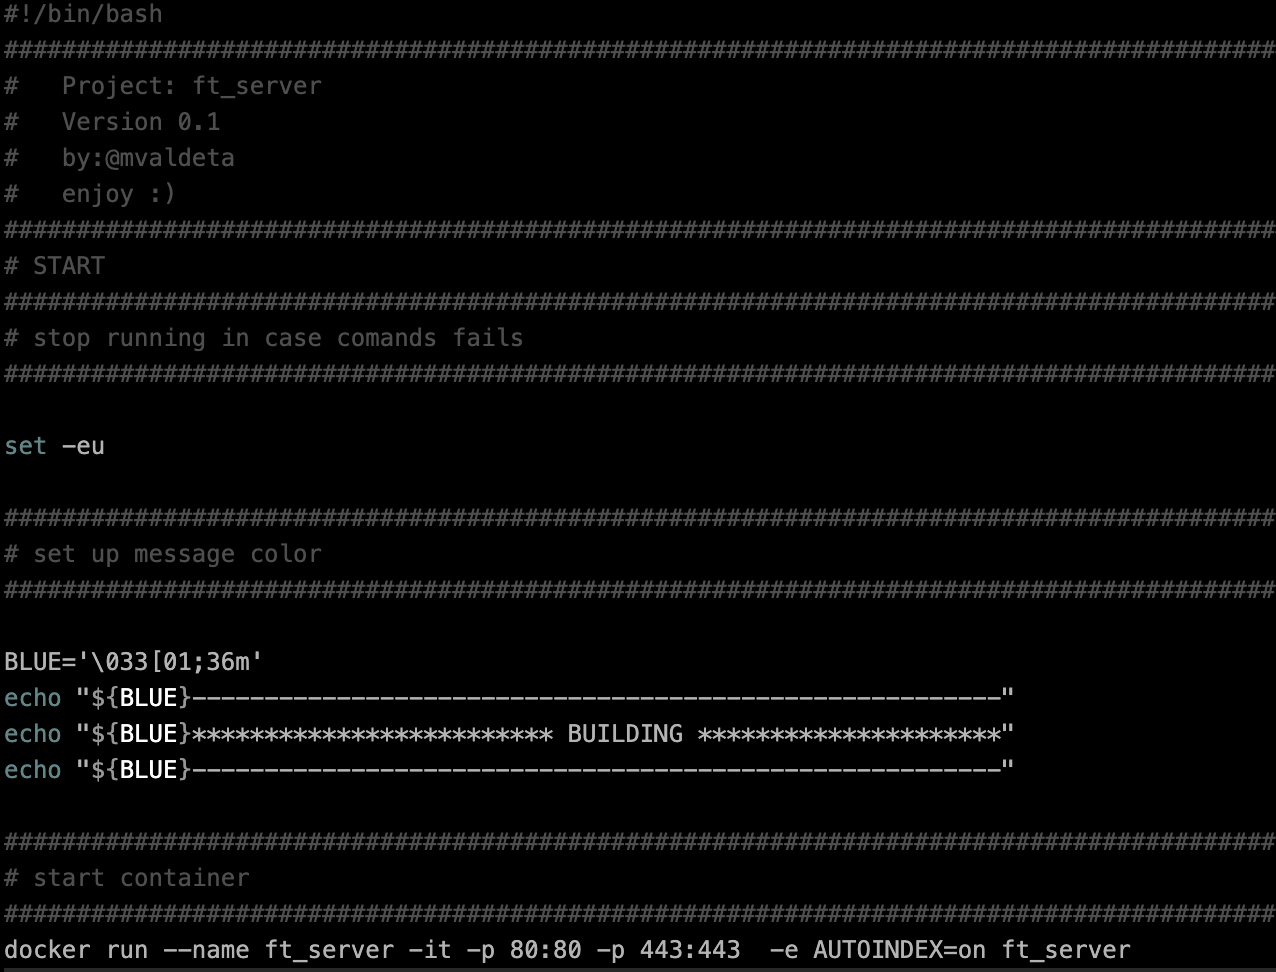 #!/bin/bash
########################################################################################
#   Project: ft_server
#   Version 0.1
#   by:@mvaldeta
#   enjoy :)
########################################################################################
# START
########################################################################################
# stop running in case comands fails
########################################################################################
set -eu
########################################################################################
# set up message color
########################################################################################
BLUE='\033[01;36m'
echo "${BLUE}--------------------------------------------------------"
echo "${BLUE}************************* BUILDING *********************"
echo "${BLUE}--------------------------------------------------------"
########################################################################################
# start container
########################################################################################
docker run --name ft_server -it -p 80:80 -p 443:443  -e AUTOINDEX=on ft_server